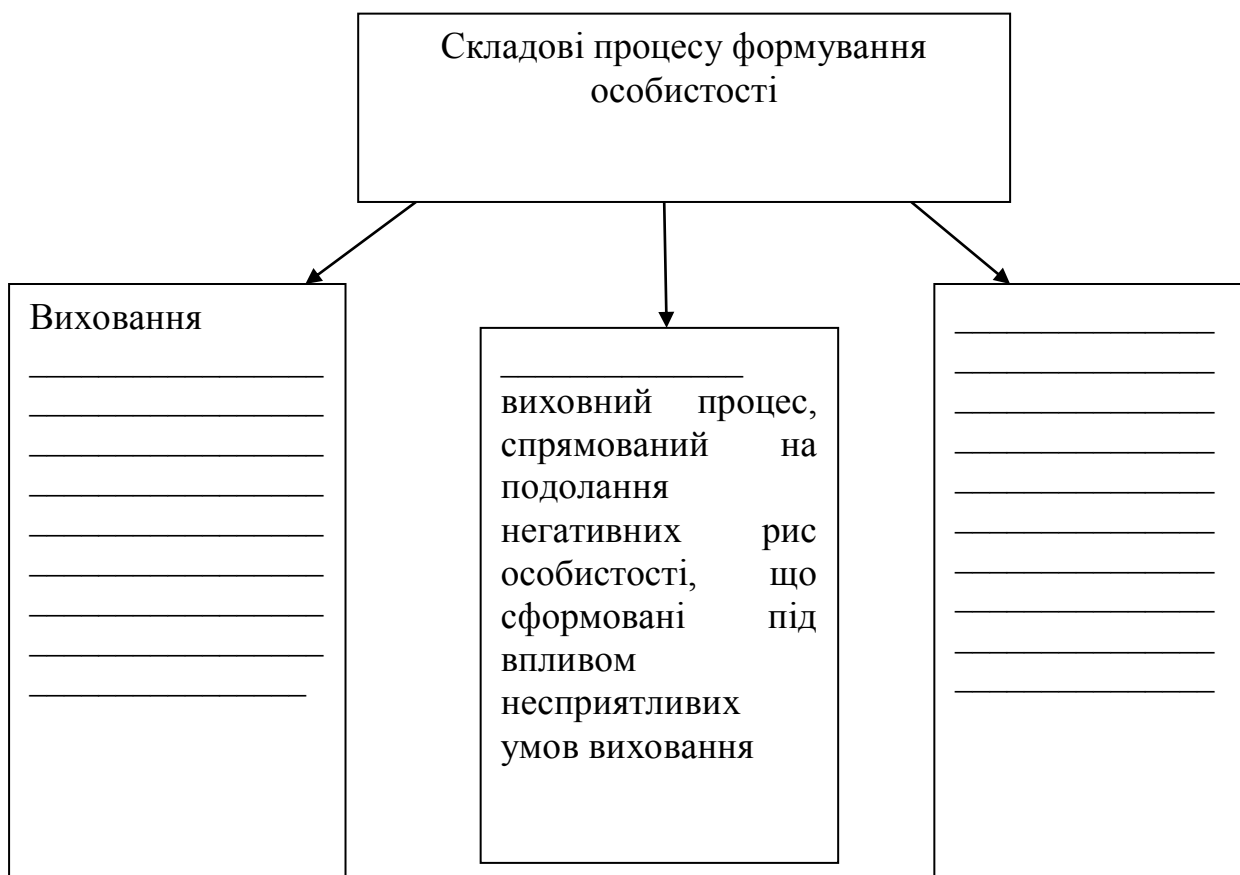 Складові процесу формування
особистості
Виховання
______________
виховний процес,
спрямований на
подолання
негативних рис
особистості, що
сформовані під
впливом
несприятливих
умов виховання